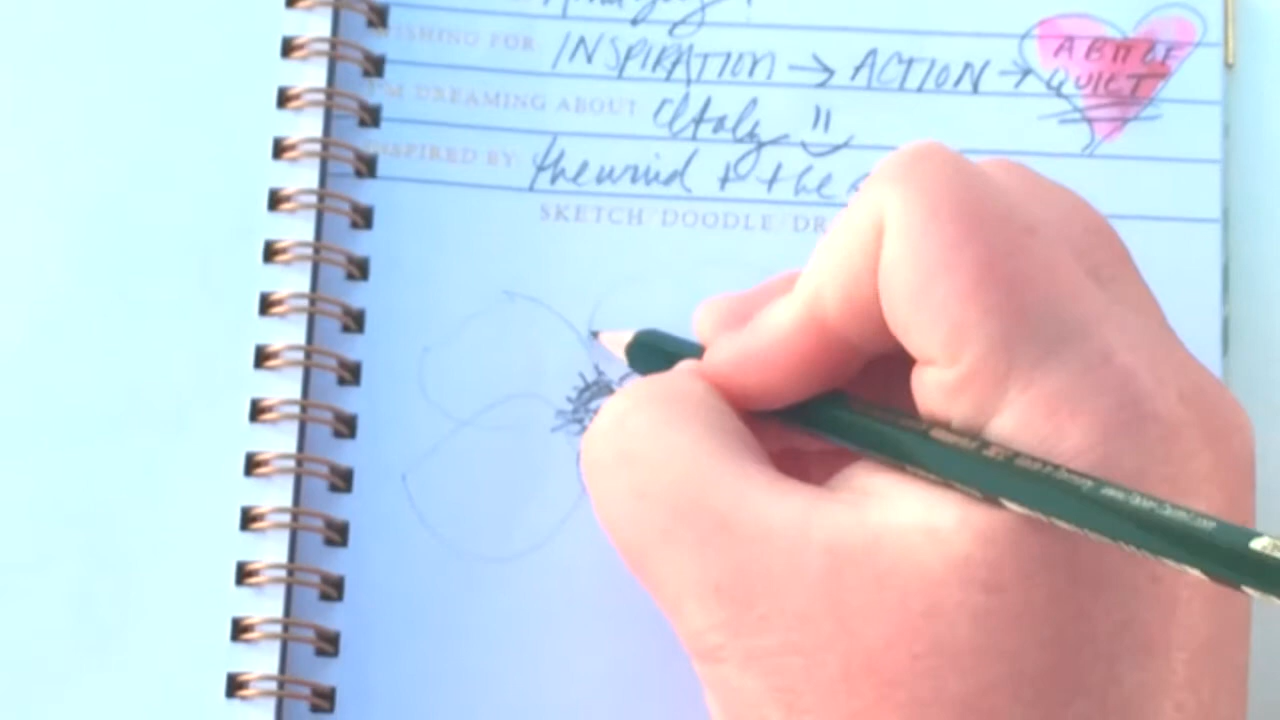 WISHING FOR: INSPIRATION → ACTION → A BIT OF QUIET
I'M DREAMING ABOUT: Italy
INSPIRED BY: the wind + the
SKETCH/DOODLE/DR